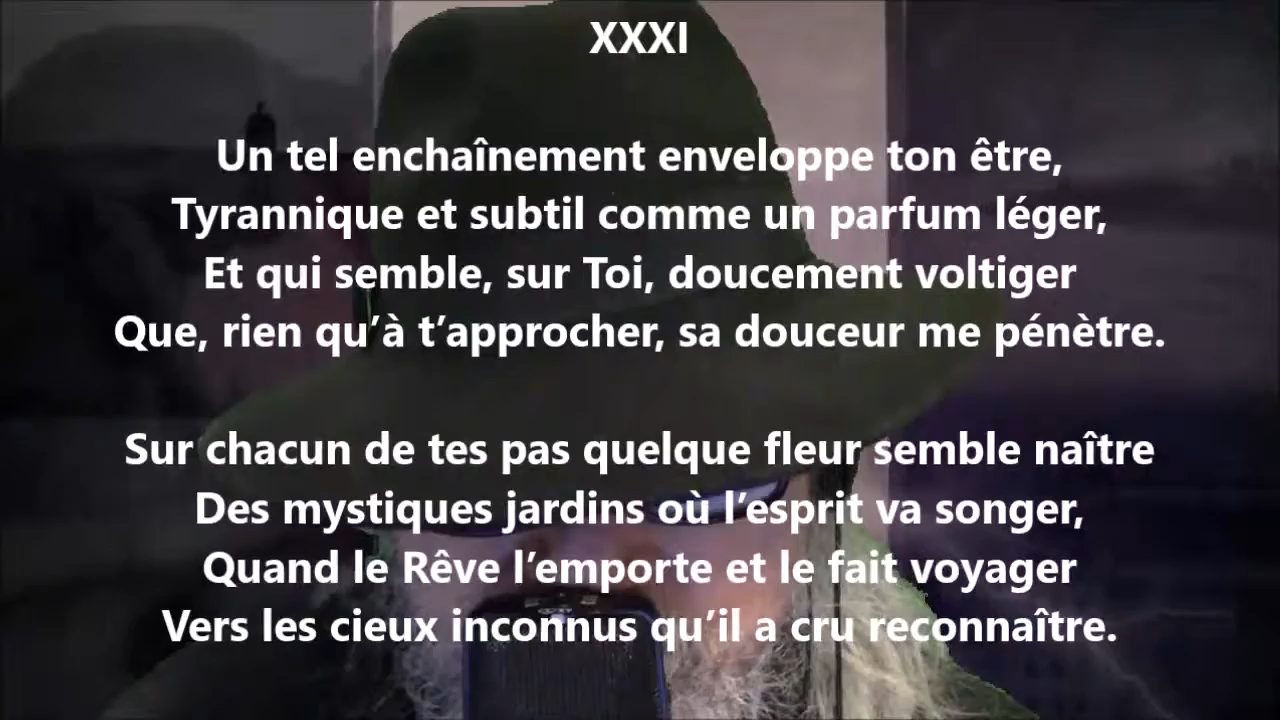 XXXI
Un tel enchaînement enveloppe ton être,
Tyrannique et subtil comme un parfum léger,
Et qui semble, sur Toi, doucement voltiger
Que, rien qu’à t’approcher, sa douceur me pénètre.
Sur chacun de tes pas quelque fleur semble naître
Des mystiques jardins où l’esprit va songer,
Quand le Rêve l’emporte et le fait voyager
Vers les cieux inconnus qu’il a cru reconnaître.